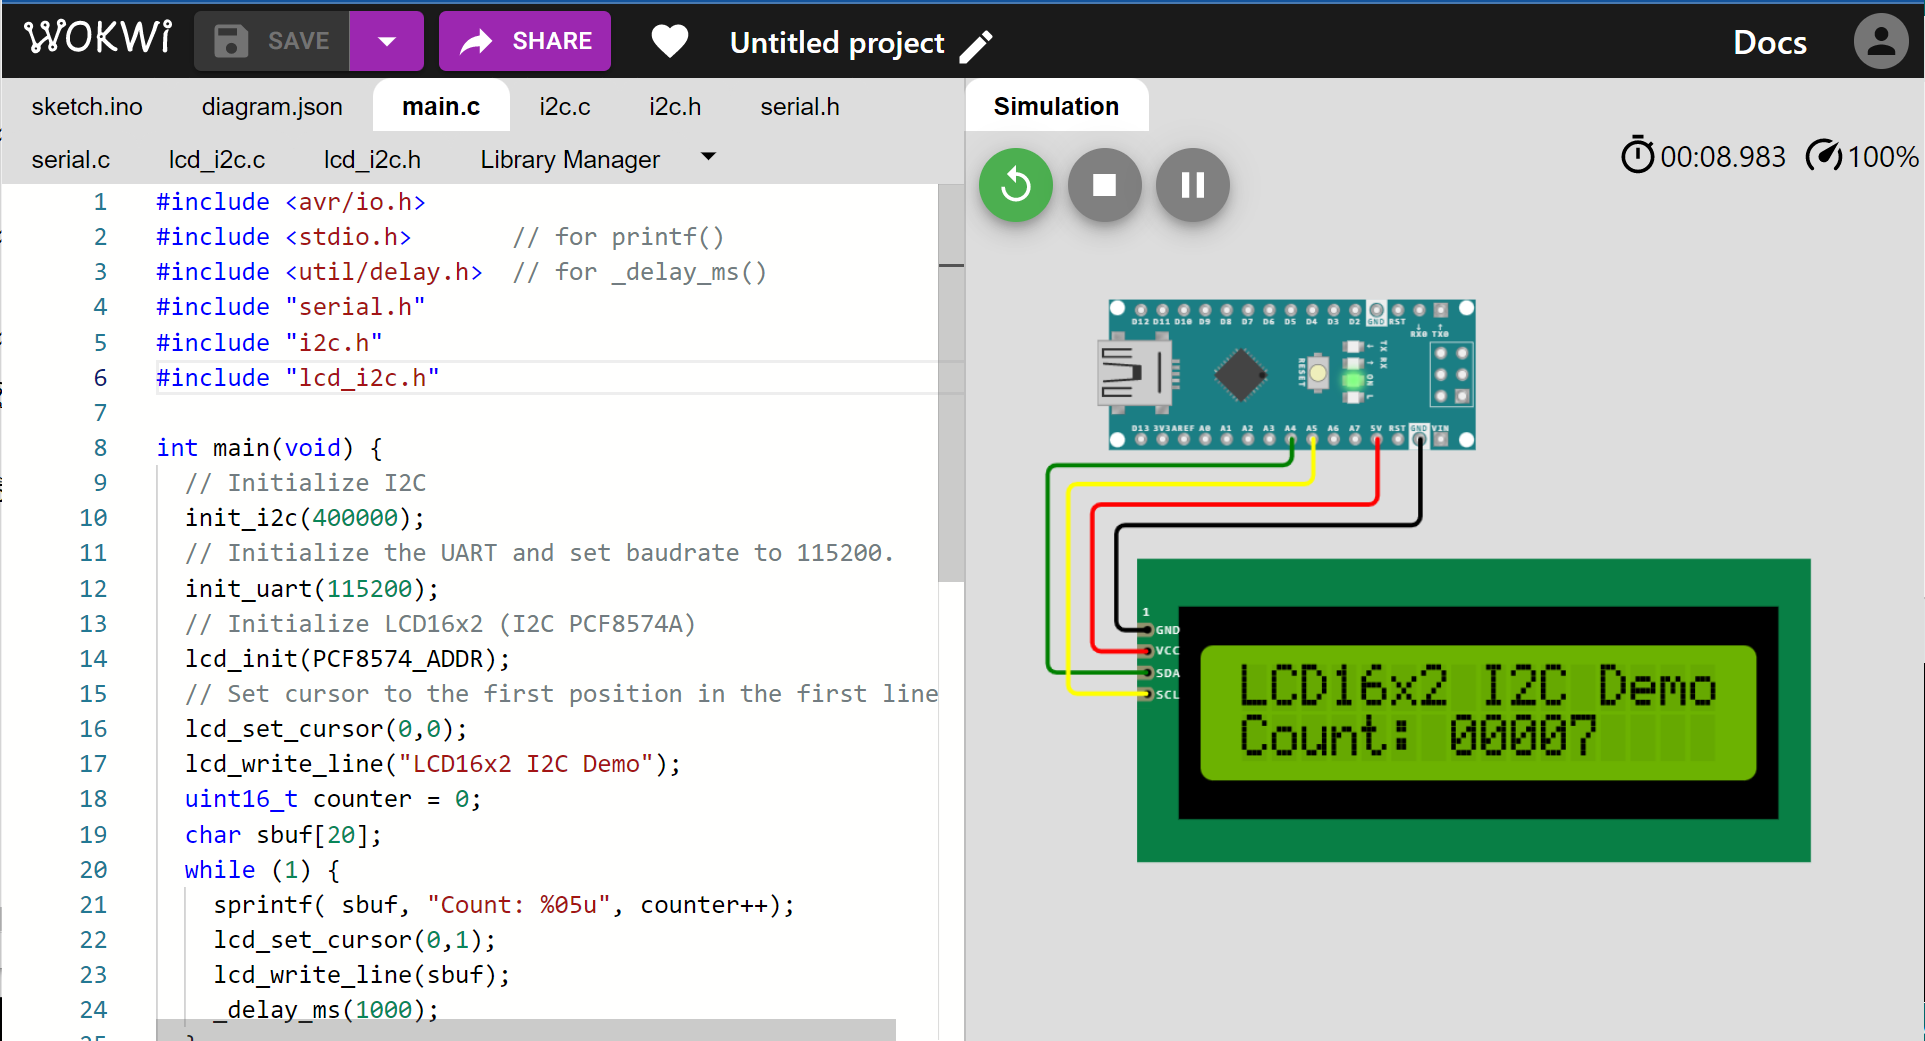 WOKWi SAVE SHARE Untitled project Docs
sketch.ino diagram.json main.c i2c.c i2c.h serial.h
serial.c lcd_i2c.c lcd_i2c.h Library Manager
1 #include <avr/io.h>
2 #include <stdio.h> // for printf()
3 #include <util/delay.h> // for _delay_ms()
4 #include "serial.h"
5 #include "i2c.h"
6 #include "lcd_i2c.h"
7
8 int main(void) {
9 // Initialize I2C
10 init_i2c(400000);
11 // Initialize the UART and set baudrate to 115200.
12 init_uart(115200);
13 // Initialize LCD16x2 (I2C PCF8574A)
14 lcd_init(PCF8574_ADDR);
15 // Set cursor to the first position in the first line
16 lcd_set_cursor(0,0);
17 lcd_write_line("LCD16x2 I2C Demo");
18 uint16_t counter = 0;
19 char sbuf[20];
20 while (1) {
21 sprintf( sbuf, "Count: %05u", counter++);
22 lcd_set_cursor(0,1);
23 lcd_write_line(sbuf);
24 _delay_ms(1000);
25 }
Simulation
00:08.983 100%
D12 D11 D10 D9 D8 D7 D6 D5 D4 D3 D2 GND RST
RX0 TX0
RESET
TX RX
ON
L
D13 3V3 AREF A0 A1 A2 A3 A4 A5 A6 A7 5V RST GND VIN
1
GND
VCC
SDA
SCL
LCD16x2 I2C Demo
Count: 00007